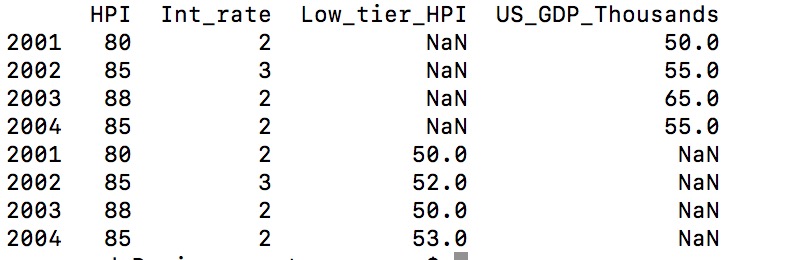 HPI Int_rate Low_tier_HPI US_GDP_Thousands
2001 80 2 NaN 50.0
2002 85 3 NaN 55.0
2003 88 2 NaN 65.0
2004 85 2 NaN 55.0
2001 80 2 50.0 NaN
2002 85 3 52.0 NaN
2003 88 2 50.0 NaN
2004 85 2 53.0 NaN